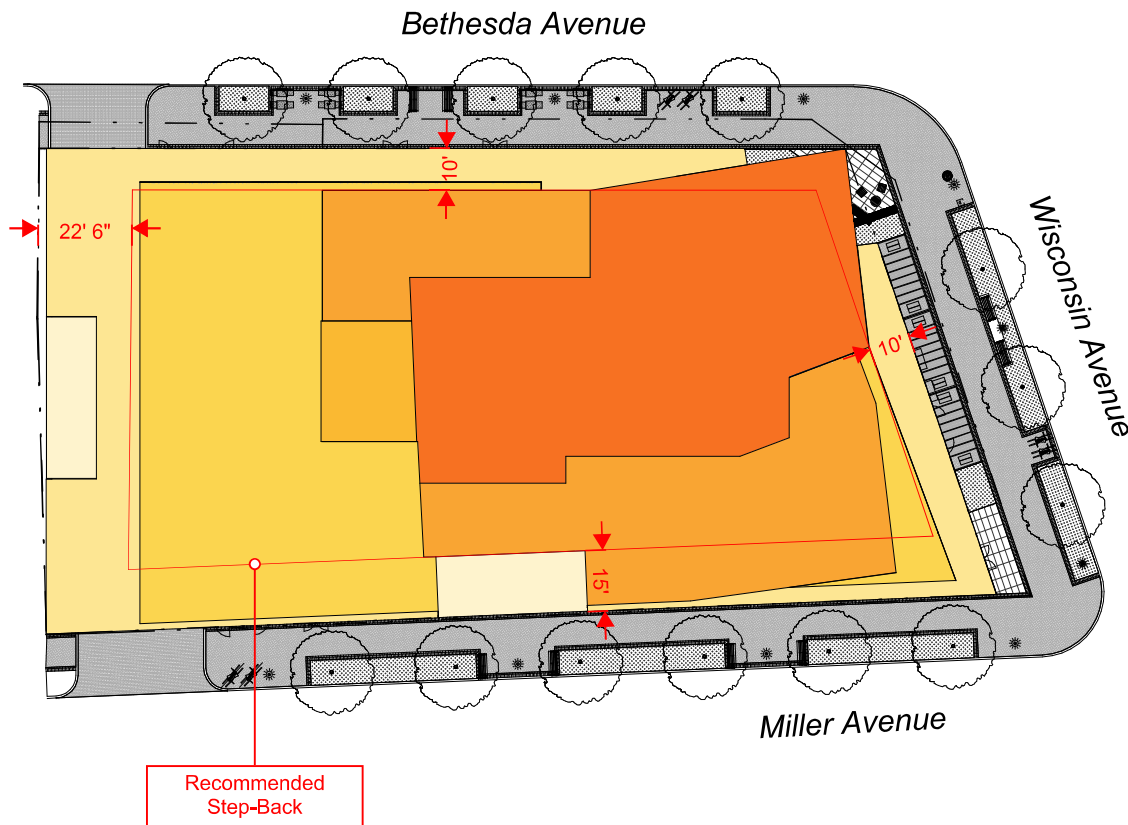 Bethesda Avenue
10'
22' 6"
Wisconsin Avenue
10'
15'
Miller Avenue
Recommended
Step-Back